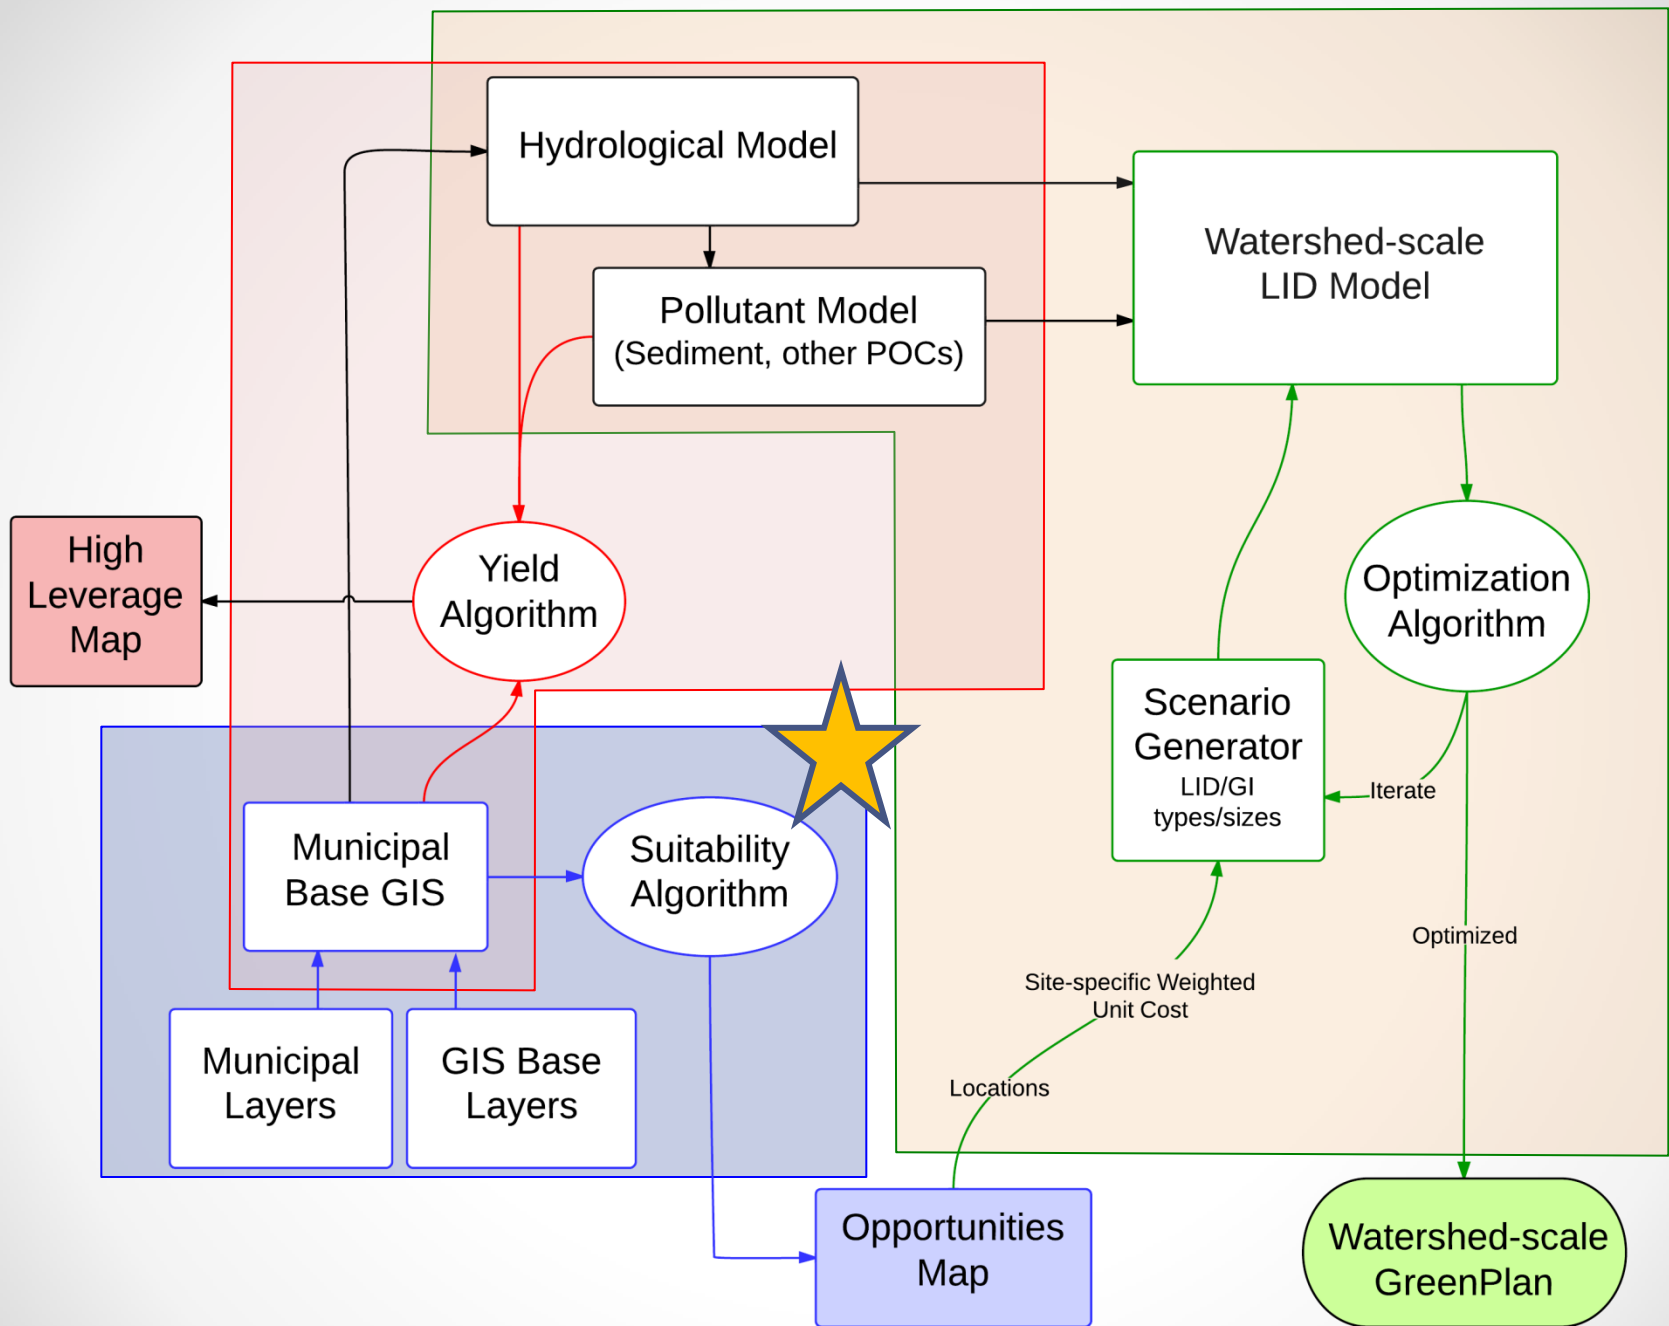 Hydrological Model
Pollutant Model
(Sediment, other POCs)
Watershed-scale
LID Model
High
Leverage
Map
Yield
Algorithm
Optimization
Algorithm
Scenario
Generator
LID/GI
types/sizes
Iterate
Municipal
Base GIS
Suitability
Algorithm
Optimized
Site-specific Weighted
Unit Cost
Locations
Municipal
Layers
GIS Base
Layers
Opportunities
Map
Watershed-scale
GreenPlan